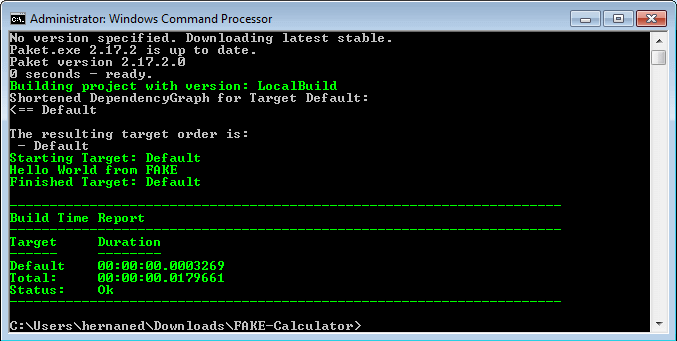 Administrator: Windows Command Processor
No version specified. Downloading latest stable.
Paket.exe 2.17.2 is up to date.
Paket version 2.17.2.0
0 seconds - ready.
Building project with version: LocalBuild
Shortened DependencyGraph for Target Default:
<== Default
The resulting target order is:
 - Default
Starting Target: Default
Hello World from FAKE
Finished Target: Default
---------------------------------------------------------------------
Build Time Report
---------------------------------------------------------------------
Target     Duration
------     --------
Default    00:00:00.0003269
Total:     00:00:00.0179661
Status:    Ok
---------------------------------------------------------------------
C:\Users\hernaned\Downloads\FAKE-Calculator>